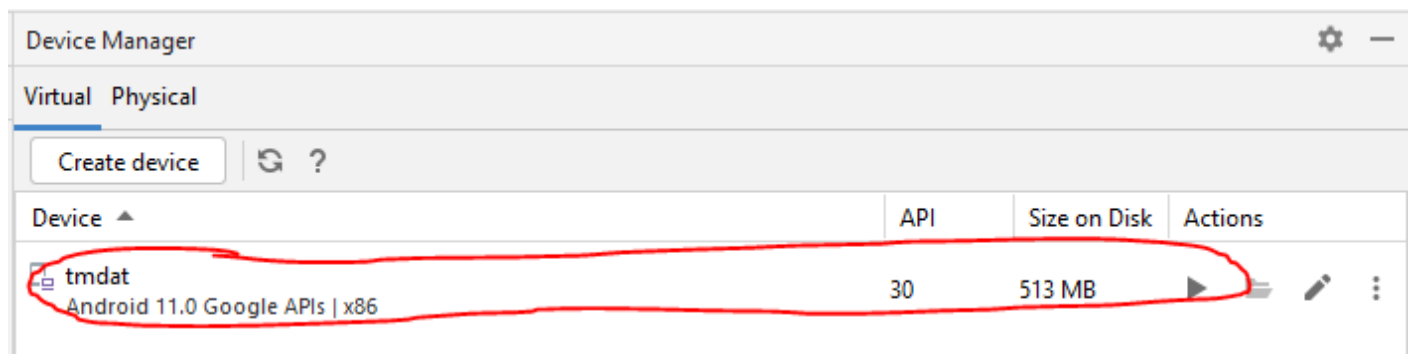 Device Manager
Virtual Physical
Create device ?
Device API Size on Disk Actions
tmdat
Android 11.0 Google APIs | x86 30 513 MB